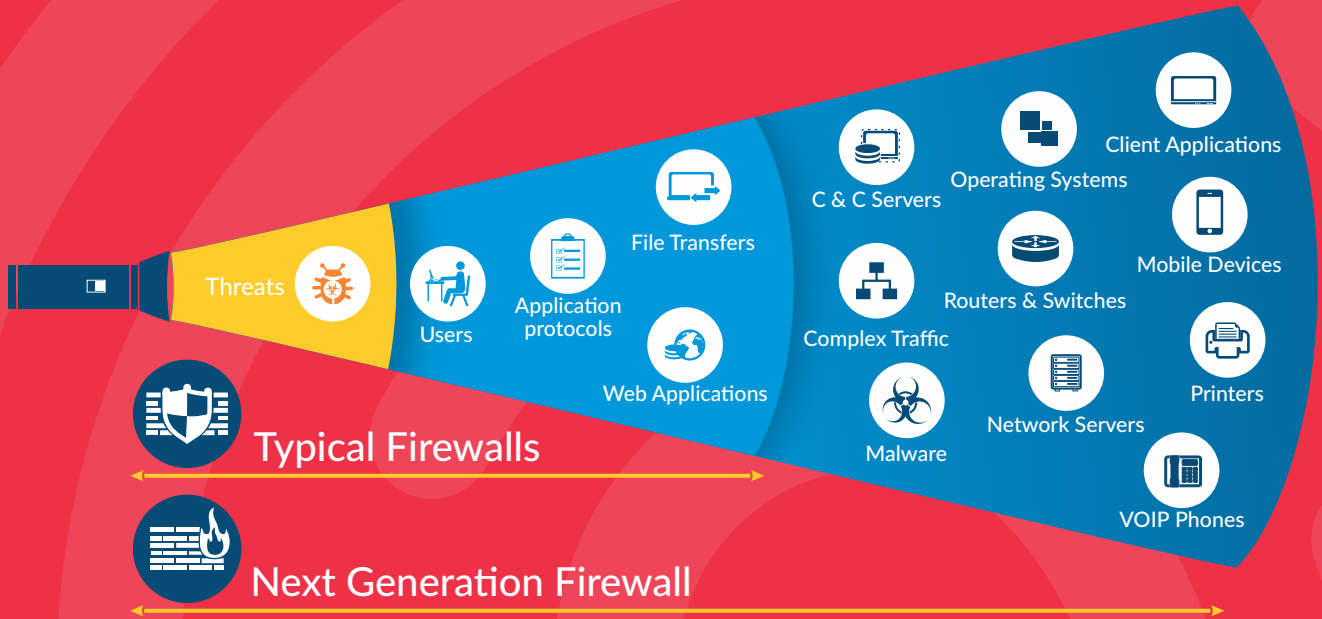 Threats
Users
Application
protocols
File Transfers
Web Applications
C & C Servers
Operating Systems
Client Applications
Complex Traffic
Routers & Switches
Mobile Devices
Malware
Network Servers
Printers
VOIP Phones
Typical Firewalls
Next Generation Firewall